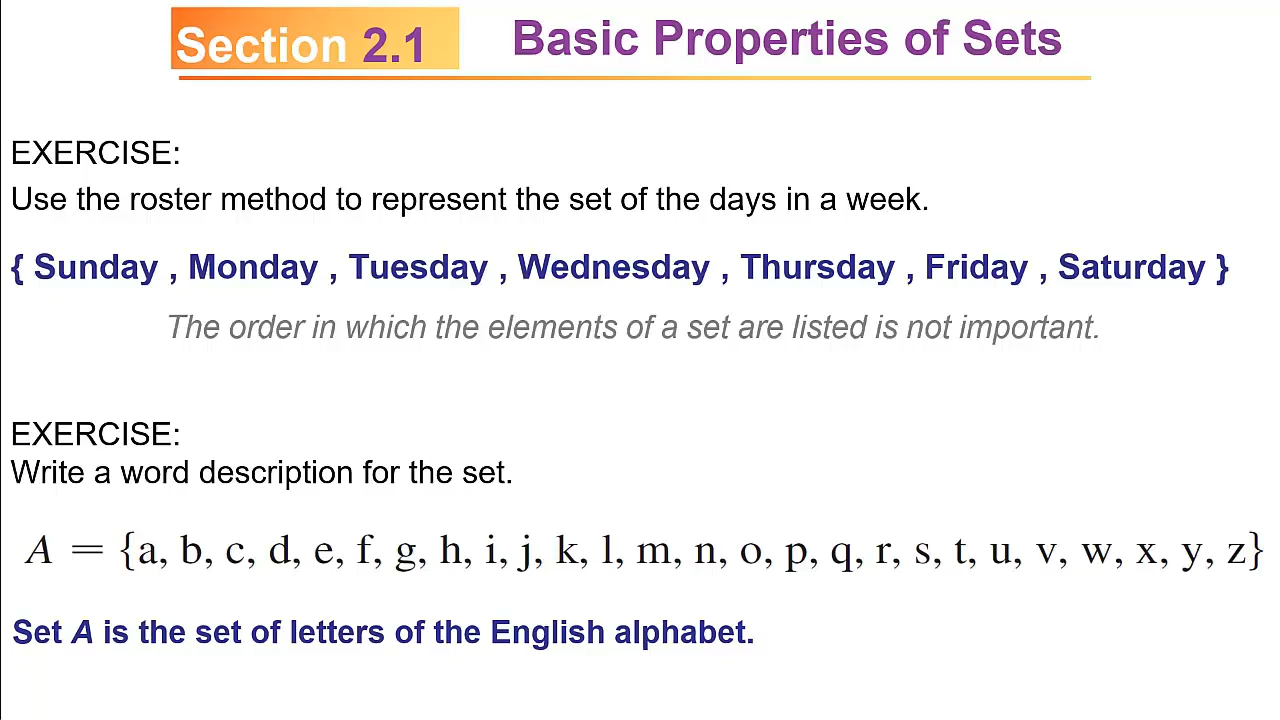 Section 2.1 Basic Properties of Sets
EXERCISE:
Use the roster method to represent the set of the days in a week.
{ Sunday , Monday , Tuesday , Wednesday , Thursday , Friday , Saturday }
The order in which the elements of a set are listed is not important.
EXERCISE:
Write a word description for the set.
A = {a, b, c, d, e, f, g, h, i, j, k, l, m, n, o, p, q, r, s, t, u, v, w, x, y, z}
Set A is the set of letters of the English alphabet.